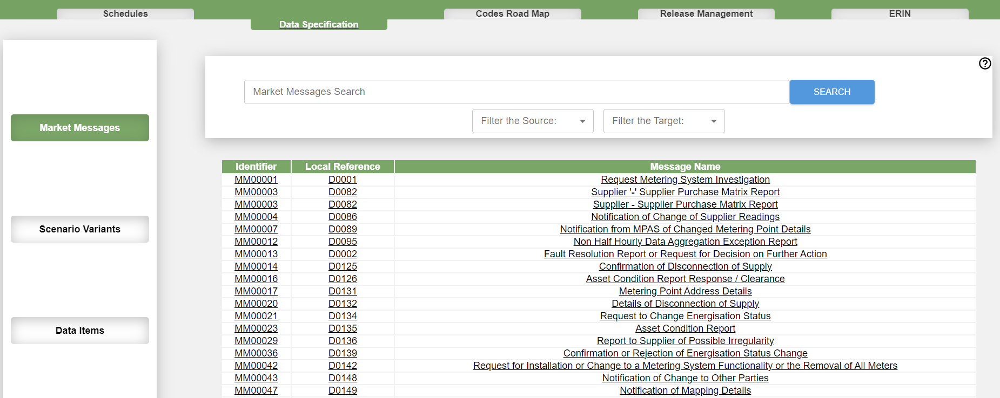 Schedules
Data Specification
Codes Road Map
Release Management
ERIN
Market Messages
Scenario Variants
Data Items
Market Messages Search
SEARCH
Filter the Source:
Filter the Target:
Identifier Local Reference Message Name
MM00001 D0001 Request Metering System Investigation
MM00003 D0082 Supplier '-' Supplier Purchase Matrix Report
MM00003 D0082 Supplier - Supplier Purchase Matrix Report
MM00004 D0086 Notification of Change of Supplier Readings
MM00007 D0089 Notification from MPAS of Changed Metering Point Details
MM00012 D0095 Non Half Hourly Data Aggregation Exception Report
MM00013 D0002 Fault Resolution Report or Request for Decision on Further Action
MM00014 D0125 Confirmation of Disconnection of Supply
MM00016 D0126 Asset Condition Report Response / Clearance
MM00017 D0131 Metering Point Address Details
MM00020 D0132 Details of Disconnection of Supply
MM00021 D0134 Request to Change Energisation Status
MM00023 D0135 Asset Condition Report
MM00029 D0136 Report to Supplier of Possible Irregularity
MM00036 D0139 Confirmation or Rejection of Energisation Status Change
MM00042 D0142 Request for Installation or Change to a Metering System Functionality or the Removal of All Meters
MM00043 D0148 Notification of Change to Other Parties
MM00047 D0149 Notification of Mapping Details